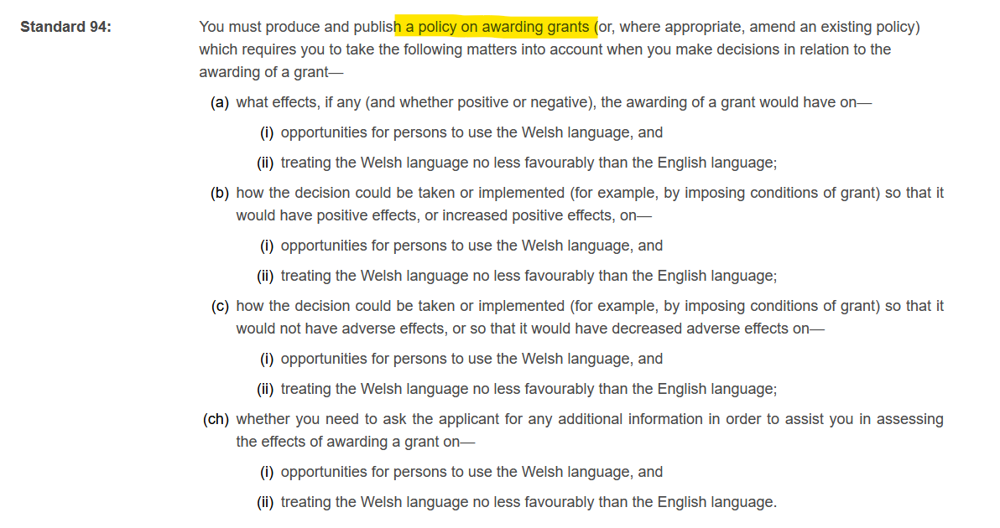 Standard 94: You must produce and publish a policy on awarding grants (or, where appropriate, amend an existing policy)
which requires you to take the following matters into account when you make decisions in relation to the
awarding of a grant—
(a) what effects, if any (and whether positive or negative), the awarding of a grant would have on—
(i) opportunities for persons to use the Welsh language, and
(ii) treating the Welsh language no less favourably than the English language;
(b) how the decision could be taken or implemented (for example, by imposing conditions of grant) so that it
would have positive effects, or increased positive effects, on—
(i) opportunities for persons to use the Welsh language, and
(ii) treating the Welsh language no less favourably than the English language;
(c) how the decision could be taken or implemented (for example, by imposing conditions of grant) so that it
would not have adverse effects, or so that it would have decreased adverse effects on—
(i) opportunities for persons to use the Welsh language, and
(ii) treating the Welsh language no less favourably than the English language;
(ch) whether you need to ask the applicant for any additional information in order to assist you in assessing
the effects of awarding a grant on—
(i) opportunities for persons to use the Welsh language, and
(ii) treating the Welsh language no less favourably than the English language.